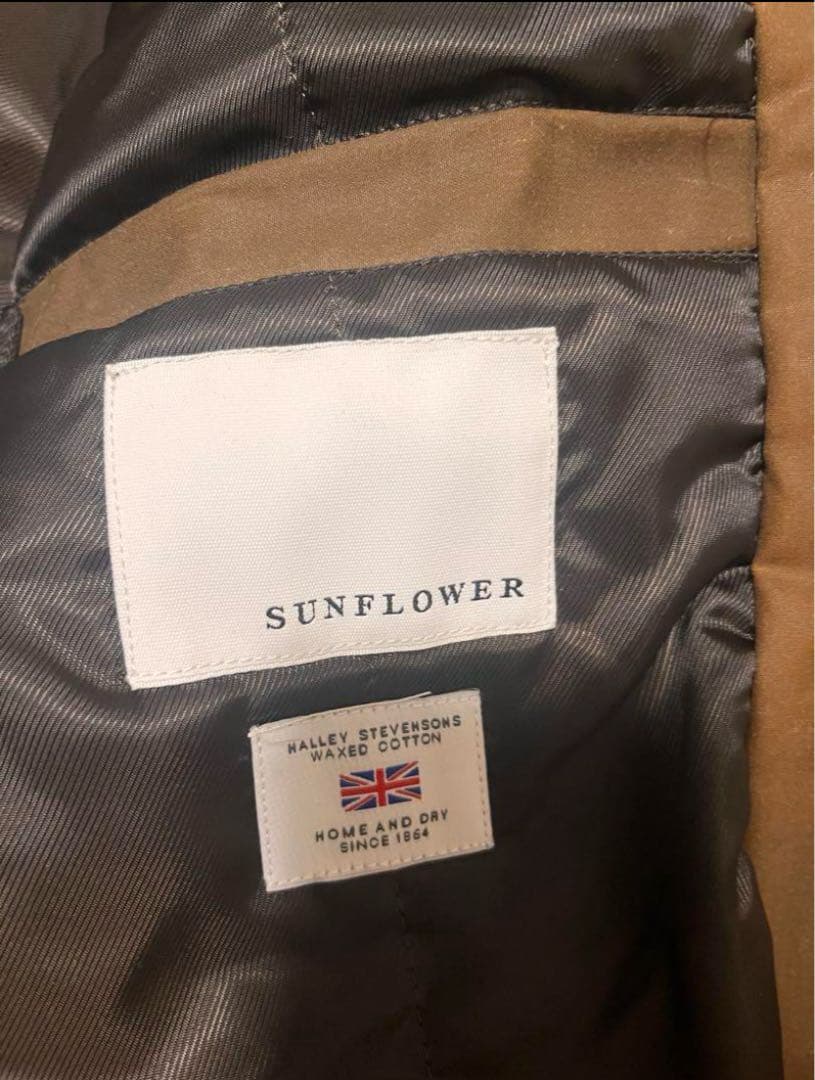 SUNFLOWER
HALLEY STEVENSONS
WAXED COTTON
HOME AND DRY
SINCE 1864